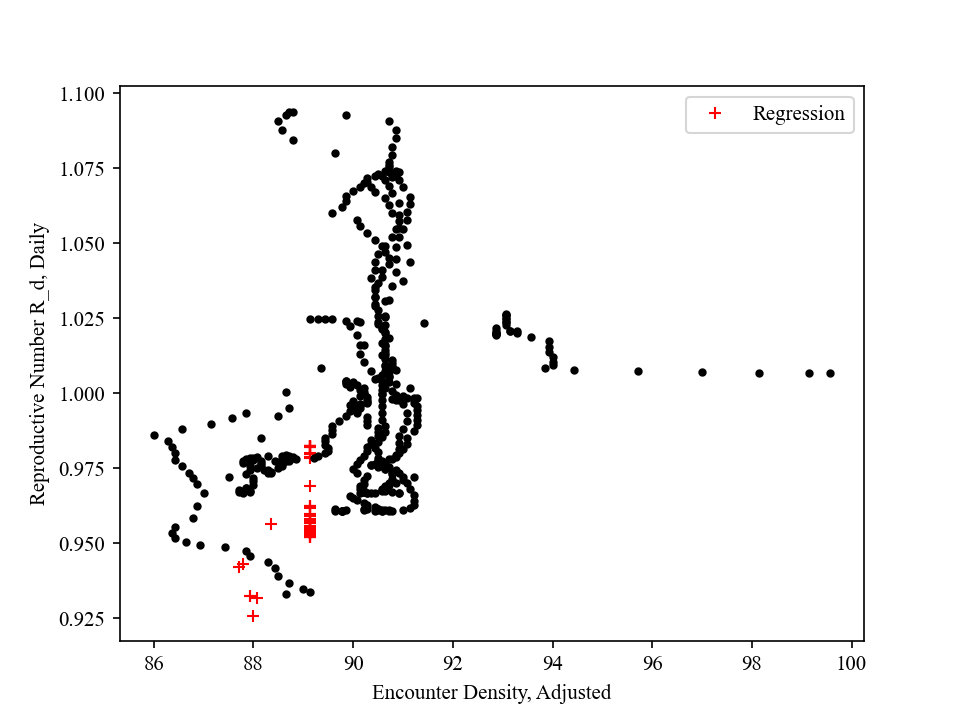 Regression
1.100
1.075
1.050
1.025
1.000
0.975
0.950
0.925
Reproductive Number R_d, Daily
86 88 90 92 94 96 98 100
Encounter Density, Adjusted